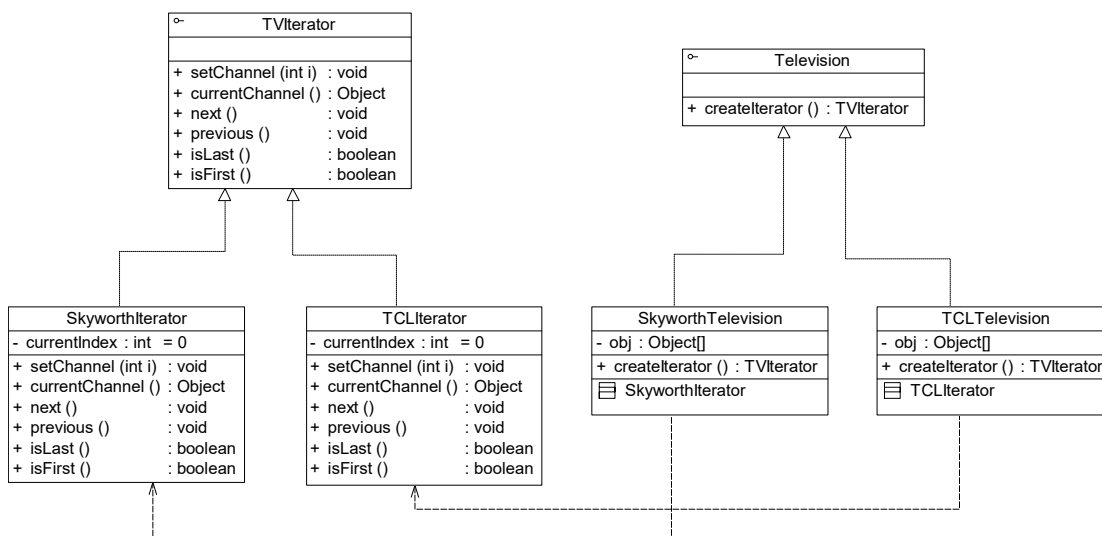 TVIterator
+ setChannel (int i) : void
+ currentChannel () : Object
+ next () : void
+ previous () : void
+ isLast () : boolean
+ isFirst () : boolean
Television
+ createIterator () : TVIterator
SkyworthIterator
- currentIndex : int = 0
+ setChannel (int i) : void
+ currentChannel () : Object
+ next () : void
+ previous () : void
+ isLast () : boolean
+ isFirst () : boolean
TCLIterator
- currentIndex : int = 0
+ setChannel (int i) : void
+ currentChannel () : Object
+ next () : void
+ previous () : void
+ isLast () : boolean
+ isFirst () : boolean
SkyworthTelevision
- obj : Object[]
+ createIterator () : TVIterator
SkyworthIterator
TCLTelevision
- obj : Object[]
+ createIterator () : TVIterator
TCLIterator